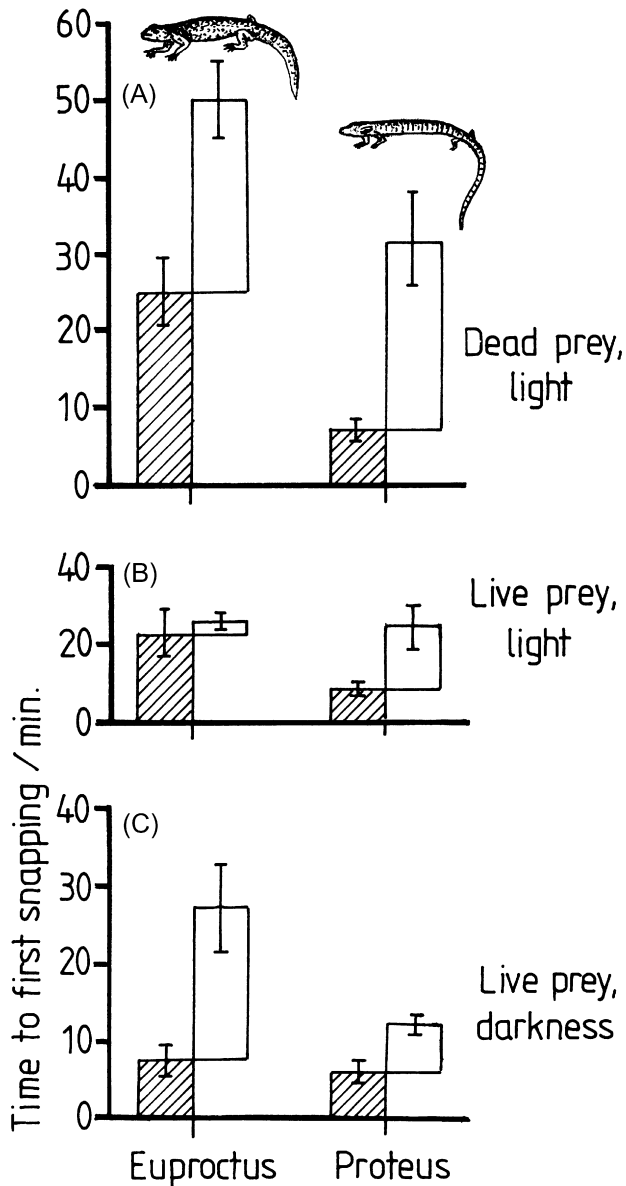 60
(A)
50
40
30
20
10
0
Dead prey,
light
40
(B)
20
0
Live prey,
light
Time to first snapping / min.
40
(C)
30
20
10
0
Live prey,
darkness
Euproctus Proteus